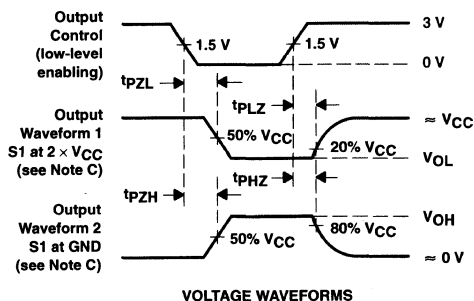 Output
Control
(low-level
enabling)
1.5 V
1.5 V
3 V
0 V
tPZL
tPLZ
Output
Waveform 1
S1 at 2 × VCC
(see Note C)
50% VCC
20% VCC
≈ VCC
VOL
tPZH
tPHZ
Output
Waveform 2
S1 at GND
(see Note C)
50% VCC
80% VCC
VOH
≈ 0 V
VOLTAGE WAVEFORMS